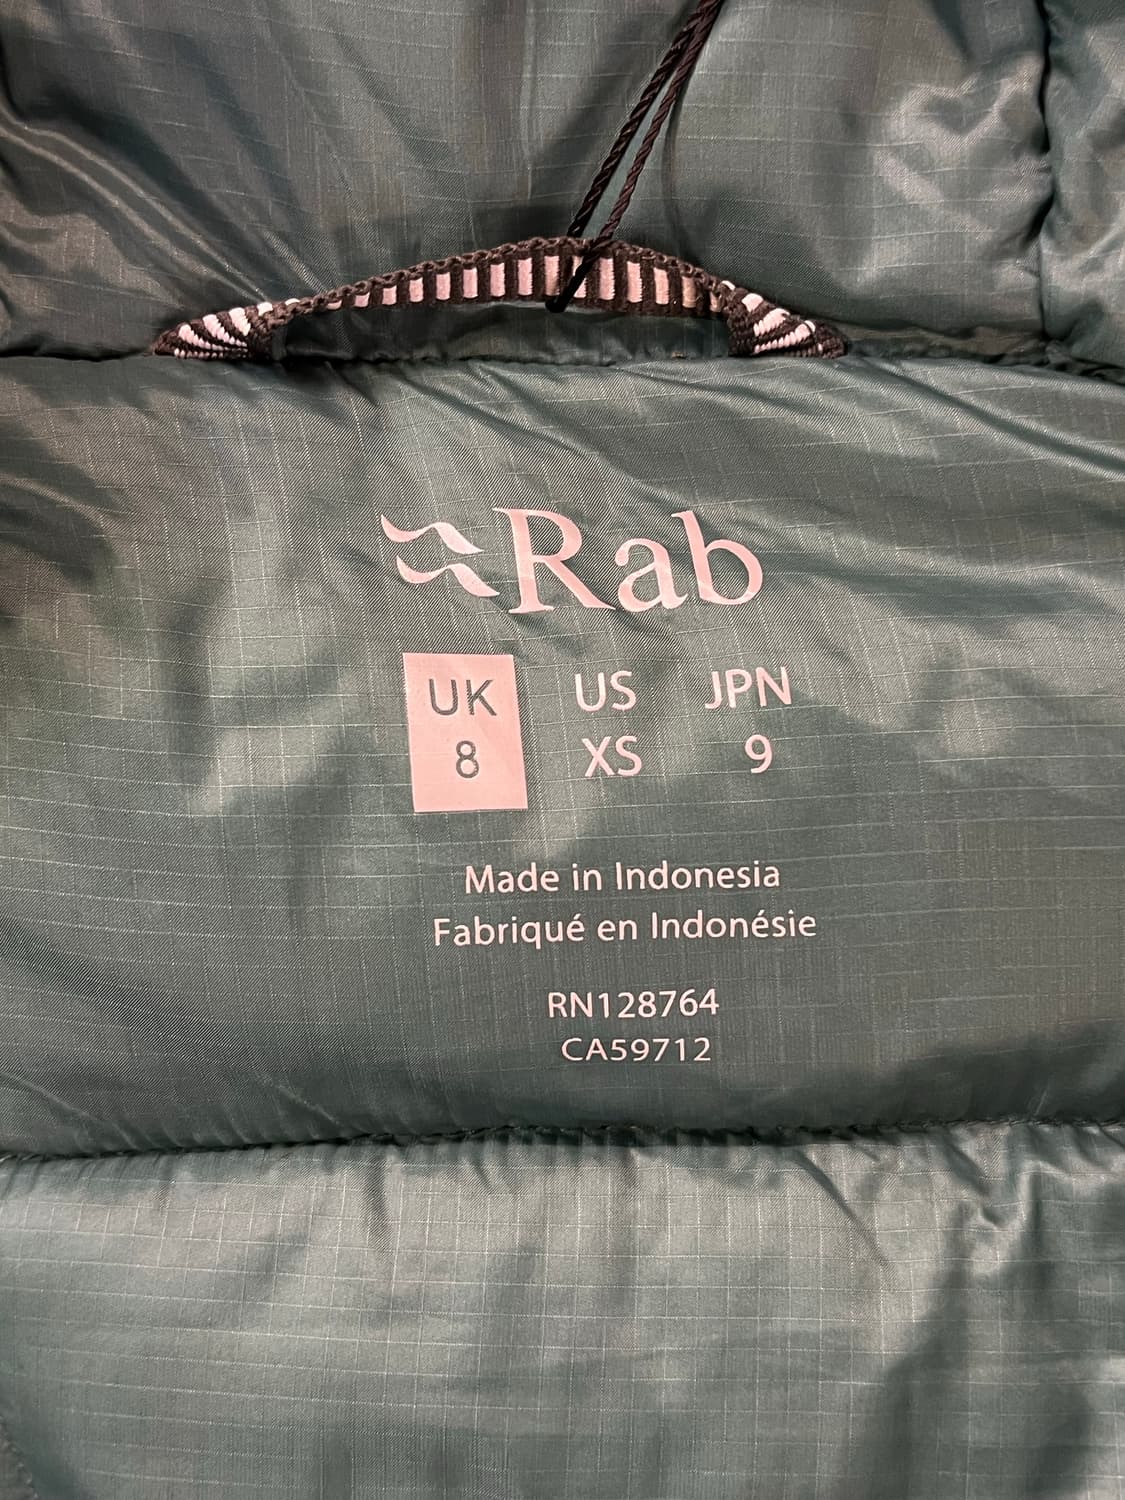 Rab
UK US JPN
8 XS 9
Made in Indonesia
Fabriqué en Indonésie
RN128764
CA59712